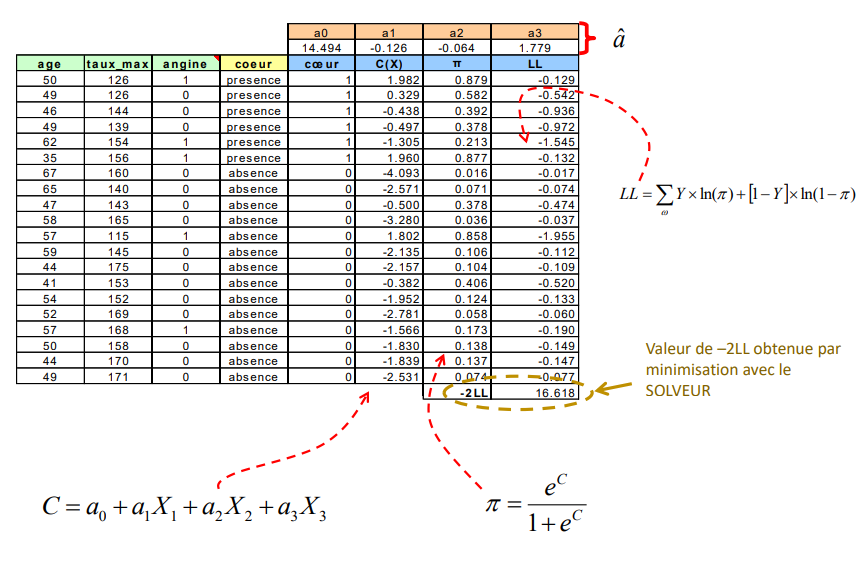 a0 a1 a2 a3
14.494 -0.126 -0.064 1.779
â
age taux_max angine coeur cœur C(X) π LL
50 126 1 presence 1 1.982 0.879 -0.129
49 126 0 presence 1 0.329 0.582 -0.542
46 144 0 presence 1 -0.438 0.392 -0.936
49 139 0 presence 1 -0.497 0.378 -0.972
62 154 1 presence 1 -1.305 0.213 -1.545
35 156 1 presence 1 1.960 0.877 -0.132
67 160 0 absence 0 -4.093 0.016 -0.017
65 140 0 absence 0 -2.571 0.071 -0.074
47 143 0 absence 0 -0.500 0.378 -0.474
58 165 0 absence 0 -3.280 0.036 -0.037
57 115 1 absence 0 1.802 0.858 -1.955
59 145 0 absence 0 -2.135 0.106 -0.112
44 175 0 absence 0 -2.157 0.104 -0.109
41 153 0 absence 0 -0.382 0.406 -0.520
54 152 0 absence 0 -1.952 0.124 -0.133
52 169 0 absence 0 -2.781 0.058 -0.060
57 168 1 absence 0 -1.566 0.173 -0.190
50 158 0 absence 0 -1.830 0.138 -0.149
44 170 0 absence 0 -1.839 0.137 -0.147
49 171 0 absence 0 -2.531 0.074 -0.077
-2LL 16.618
LL = ∑ω Y × ln(π) + [1 − Y] × ln(1 − π)
Valeur de –2LL obtenue par
minimisation avec le
SOLVEUR
C = a₀ + a₁X₁ + a₂X₂ + a₃X₃
π = e^C / (1 + e^C)